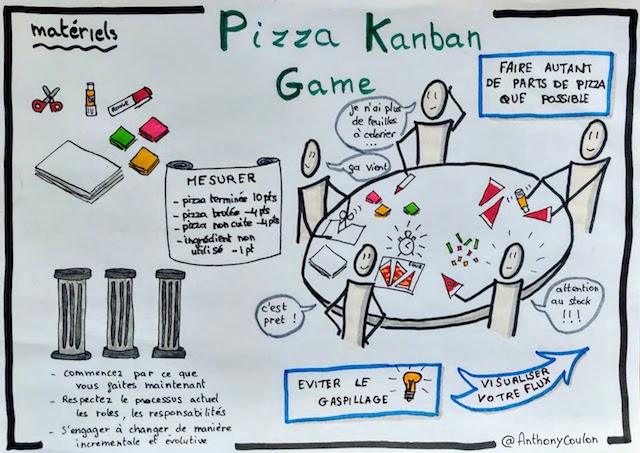 matériels
Pizza Kanban
Game
FAIRE AUTANT
DE PARTS DE PIZZA
QUE POSSIBLE
je n'ai plus
de feuilles
à colorier
...
ça vient
MESURER
- pizza terminée 10 pts
- pizza brulée -4 pts
- pizza non cuite -4 pts
- ingrédient non
utilisé -1 pt
c'est
pret !
attention
au stock
!!!
- Commencez par ce que
vous faites maintenant
- Respectez le processus actuel
les roles, les responsabilités
- S'engager à changer de manière
incrementale et évolutive
EVITER LE
GASPILLAGE
VISUALISER
VOTRE FLUX
@AnthonyCoulon